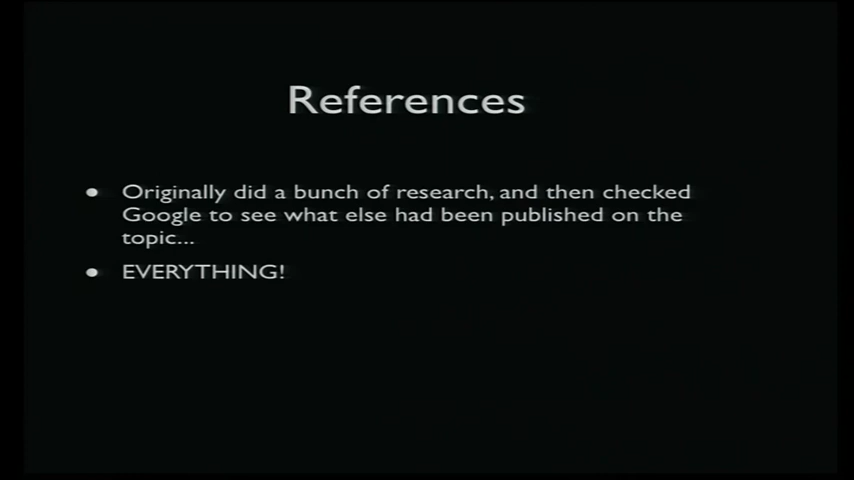 References
• Originally did a bunch of research, and then checked
Google to see what else had been published on the
topic...
• EVERYTHING!